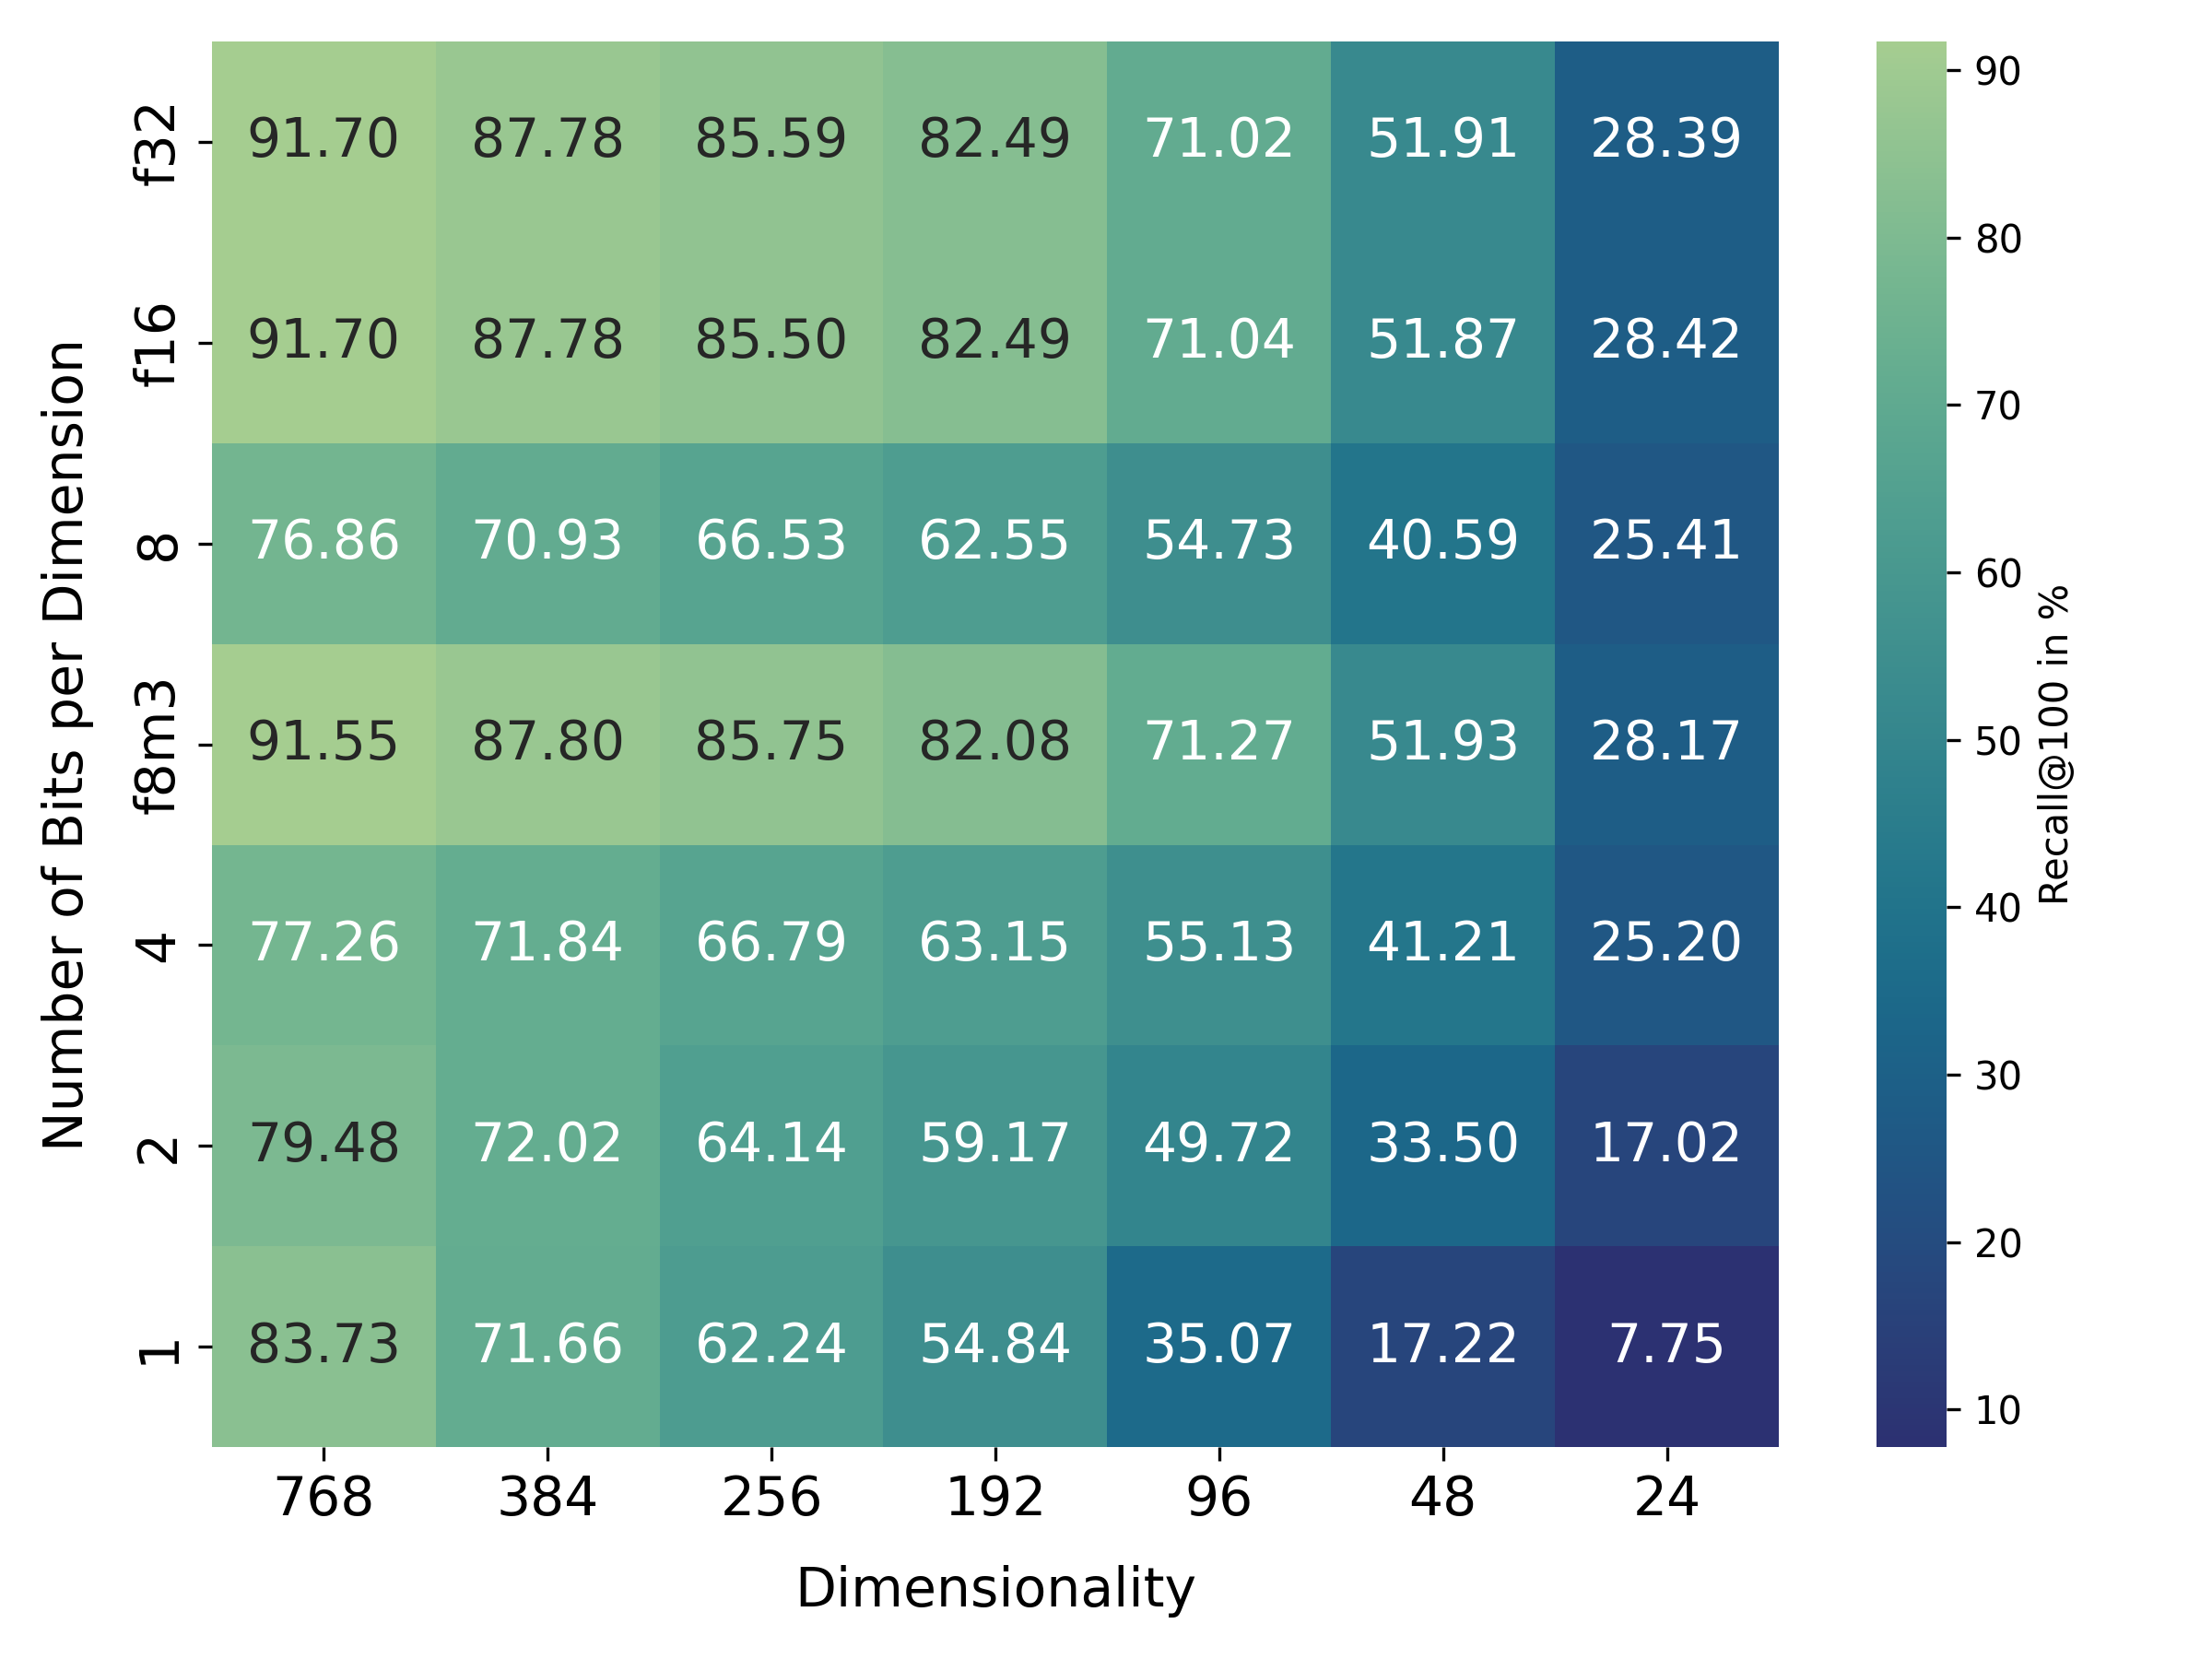 Number of Bits per Dimension
f32 91.70 87.78 85.59 82.49 71.02 51.91 28.39
f16 91.70 87.78 85.50 82.49 71.04 51.87 28.42
8 76.86 70.93 66.53 62.55 54.73 40.59 25.41
f8m3 91.55 87.80 85.75 82.08 71.27 51.93 28.17
4 77.26 71.84 66.79 63.15 55.13 41.21 25.20
2 79.48 72.02 64.14 59.17 49.72 33.50 17.02
1 83.73 71.66 62.24 54.84 35.07 17.22 7.75
768 384 256 192 96 48 24
Dimensionality
90
80
70
60
50
40
30
20
10
Recall@100 in %